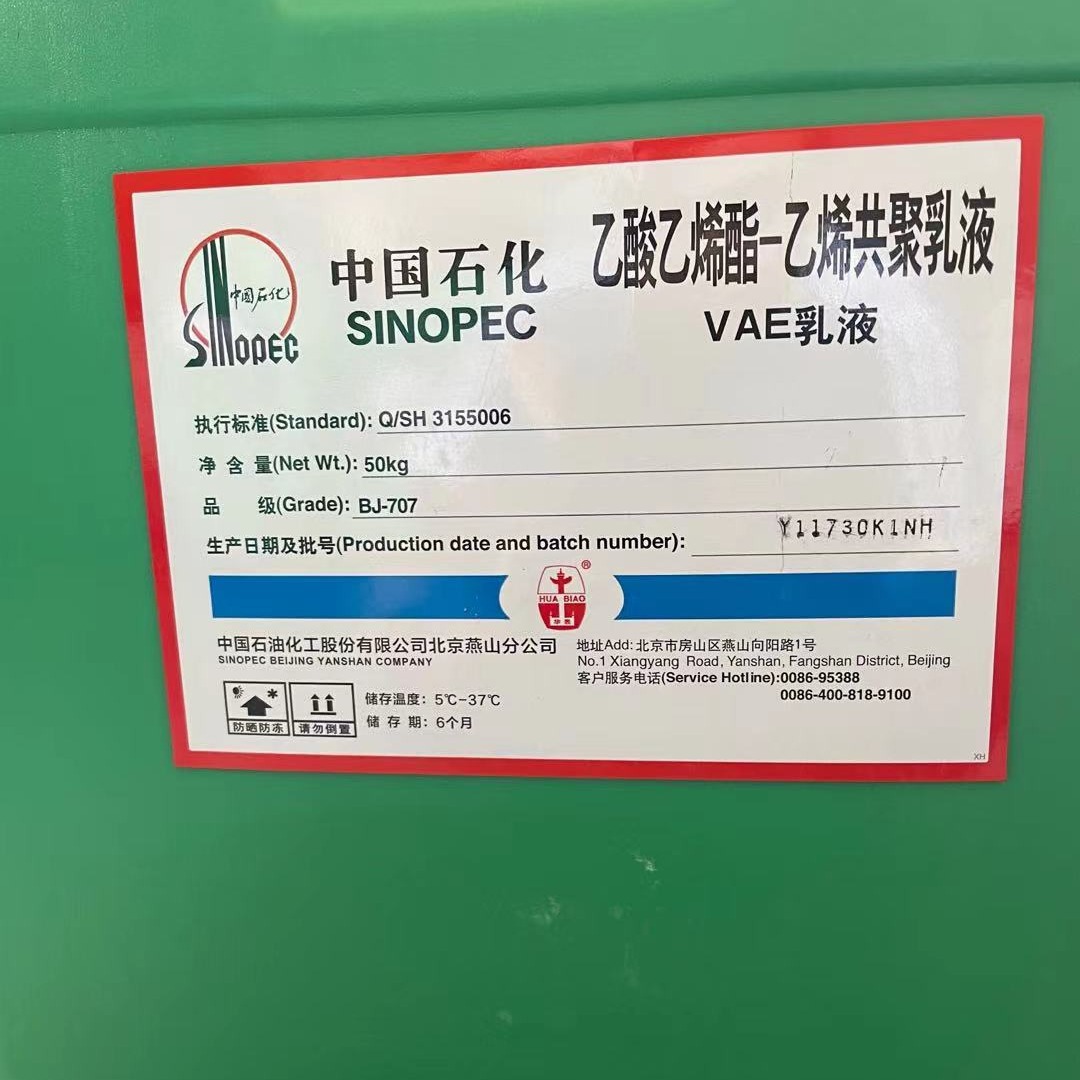 中国石化
SINOPEC
中国石化
SINOPEC
乙酸乙烯酯-乙烯共聚乳液
VAE乳液
执行标准(Standard): Q/SH 3155006
净 含 量(Net Wt.): 50kg
品 级(Grade): BJ-707
生产日期及批号(Production date and batch number): Y11730K1NH
HUA BIAO
华表
®
中国石油化工股份有限公司北京燕山分公司
SINOPEC BEIJING YANSHAN COMPANY
地址Add: 北京市房山区燕山向阳路1号
No.1 Xiangyang Road, Yanshan, Fangshan District, Beijing
客户服务电话(Service Hotline):0086-95388
0086-400-818-9100
防晒防冻
请勿倒置
储存温度: 5℃-37℃
储 存 期: 6个月
XH